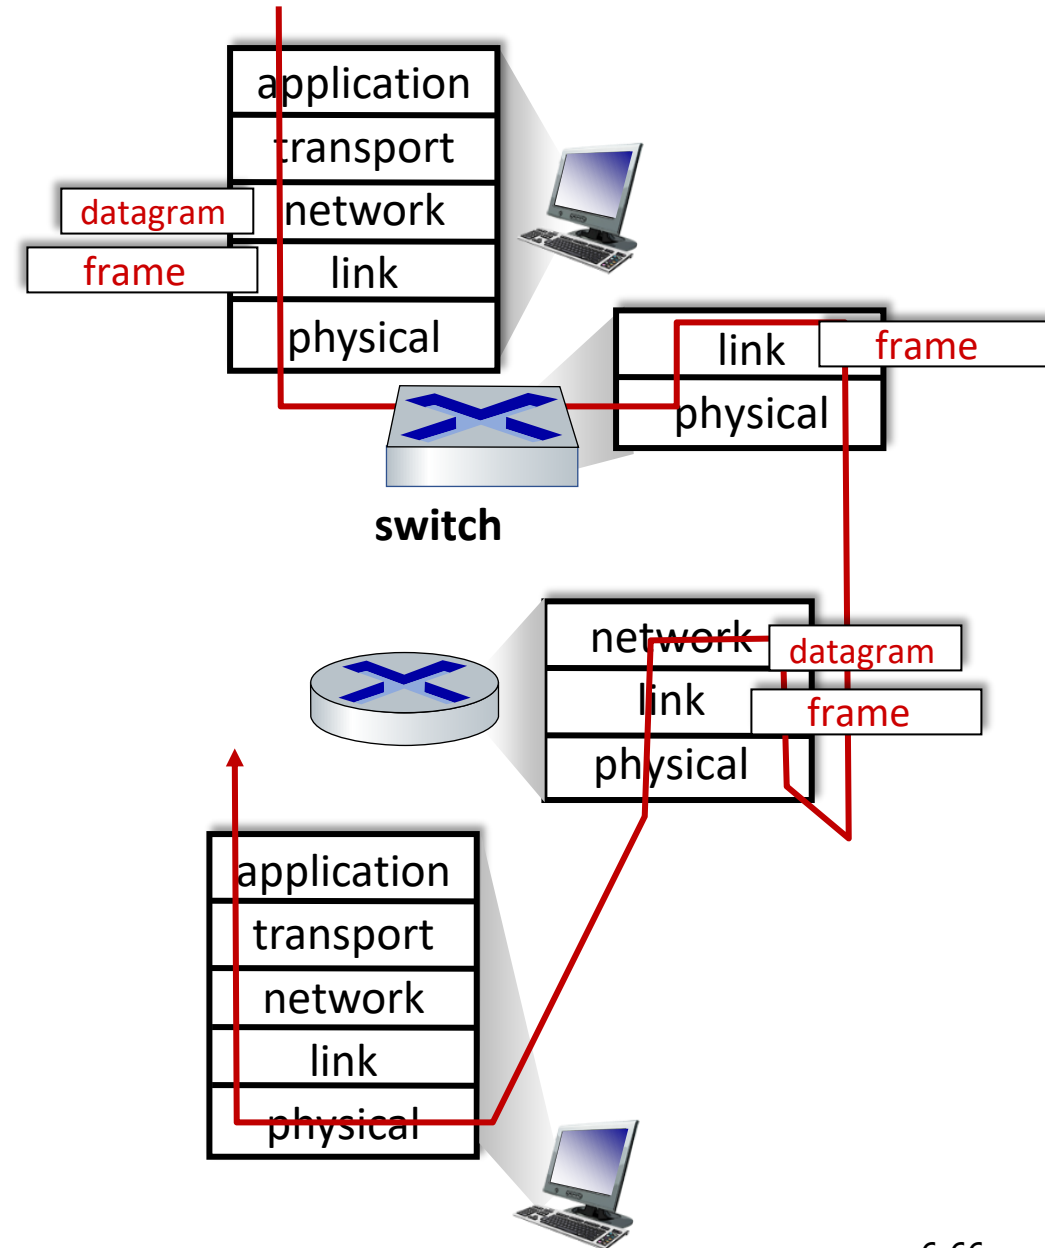 application
transport
datagram
network
frame
link
physical
link
frame
physical
switch
network
datagram
link
frame
physical
application
transport
network
link
physical